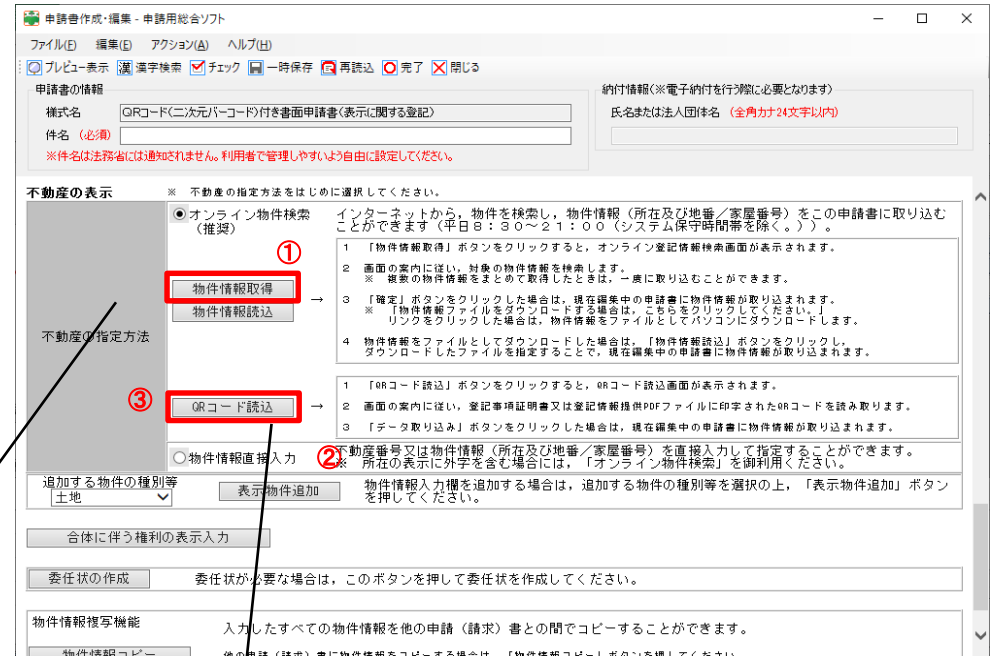 申請書作成・編集 - 申請用総合ソフト
ファイル(F) 編集(E) アクション(A) ヘルプ(H)
プレビュー表示 漢 漢字検索 チェック 一時保存 再読込 完了 閉じる
申請書の情報
様式名 QRコード(二次元バーコード)付き書面申請書(表示に関する登記)
件名 (必須)
※件名は法務省には通知されません。利用者で管理しやすいよう自由に設定してください。
納付情報(※電子納付を行う際に必要となります)
氏名または法人団体名 (全角カナ24文字以内)
不動産の表示 ※ 不動産の指定方法をはじめに選択してください。
不動産の指定方法
オンライン物件検索
(推奨)
インターネットから,物件を検索し,物件情報(所在及び地番/家屋番号)をこの申請書に取り込む
ことができます(平日8:30~21:00(システム保守時間帯を除く。))。
①
物件情報取得
物件情報読込
→
1 「物件情報取得」ボタンをクリックすると,オンライン登記情報検索画面が表示されます。
2 画面の案内に従い,対象の物件情報を検索します。
※ 複数の物件情報をまとめて取得したときは,一度に取り込むことができます。
3 「確定」ボタンをクリックした場合は,現在編集中の申請書に物件情報が取り込まれます。
※ 「物件情報ファイルをダウンロードする場合は,こちらをクリックしてください。」
リンクをクリックした場合は,物件情報をファイルとしてパソコンにダウンロードします。
4 物件情報をファイルとしてダウンロードした場合は,「物件情報読込」ボタンをクリックし,
ダウンロードしたファイルを指定することで,現在編集中の申請書に物件情報が取り込まれます。
③
QRコード読込
→
1 「QRコード読込」ボタンをクリックすると,QRコード読込画面が表示されます。
2 画面の案内に従い,登記事項証明書又は登記情報提供PDFファイルに印字されたQRコードを読み取ります。
3 「データ取り込み」ボタンをクリックした場合は,現在編集中の申請書に物件情報が取り込まれます。
物件情報直接入力
②
不動産番号又は物件情報(所在及び地番/家屋番号)を直接入力して指定することができます。
※ 所在の表示に外字を含む場合には,「オンライン物件検索」を御利用ください。
追加する物件の種別等
土地
表示物件追加
物件情報入力欄を追加する場合は,追加する物件の種別等を選択の上,「表示物件追加」ボタン
を押してください。
合体に伴う権利の表示入力
委任状の作成 委任状が必要な場合は,このボタンを押して委任状を作成してください。
物件情報複写機能
入力したすべての物件情報を他の申請(請求)書との間でコピーすることができます。
物件情報コピー 他の申請(請求)書に物件情報をコピーする場合は,「物件情報コピー」ボタンを押してください。